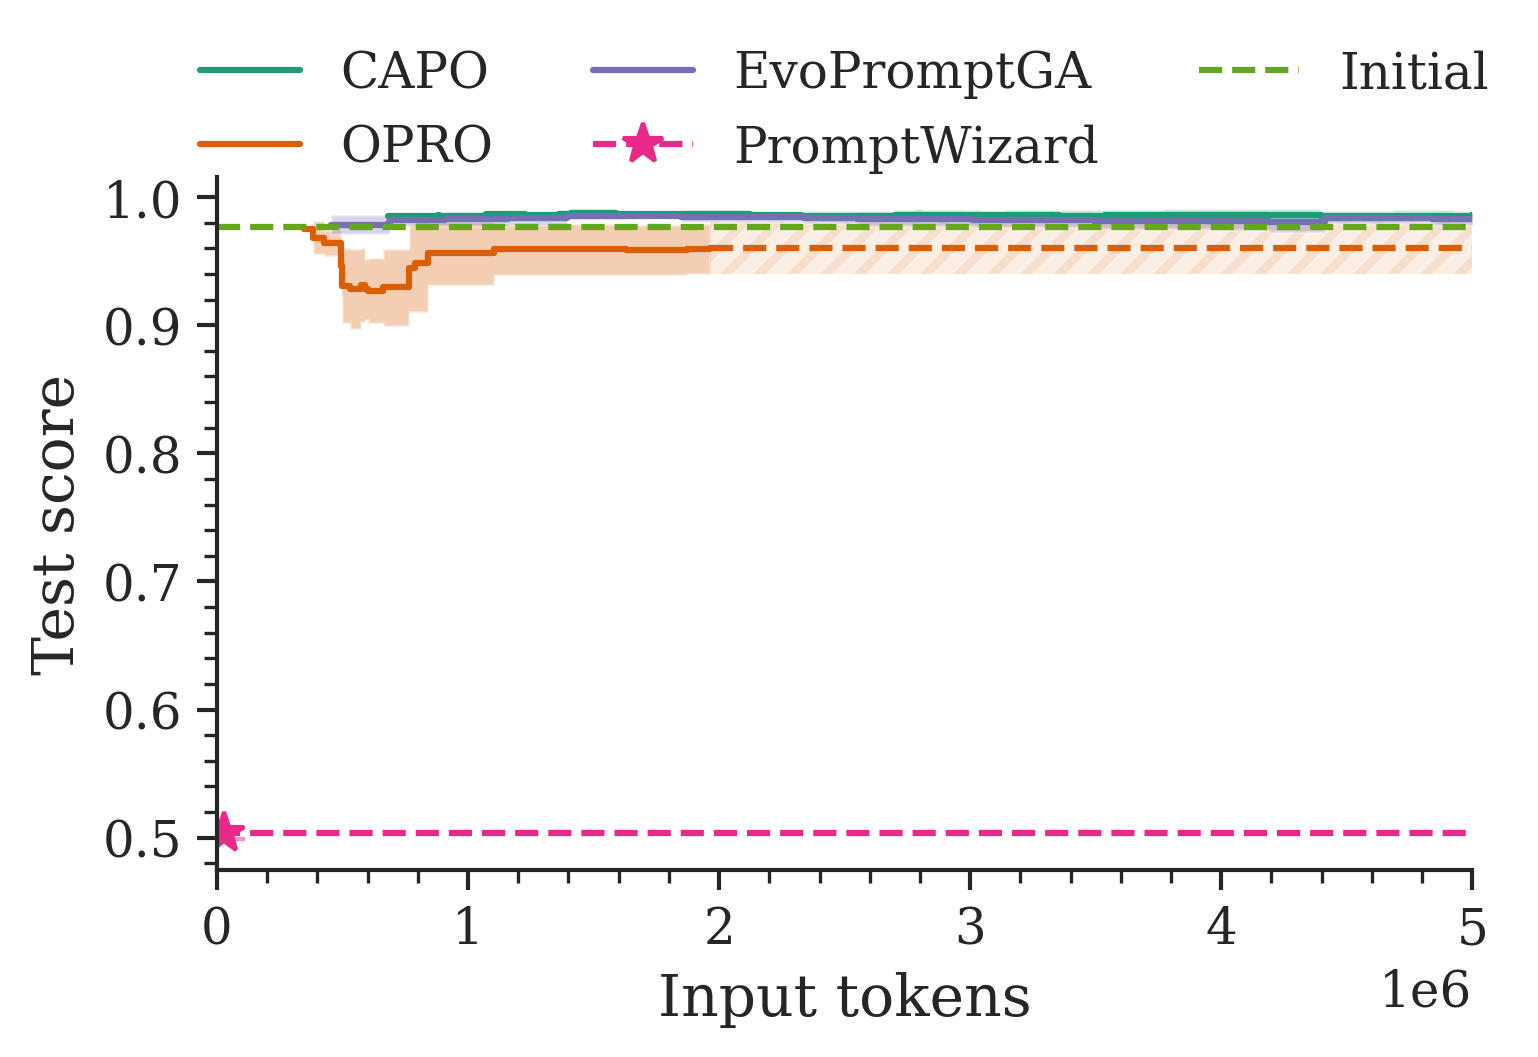 CAPO EvoPromptGA Initial
OPRO PromptWizard
1.0
0.9
0.8
0.7
0.6
0.5
Test score
0 1 2 3 4 5
Input tokens
1e6